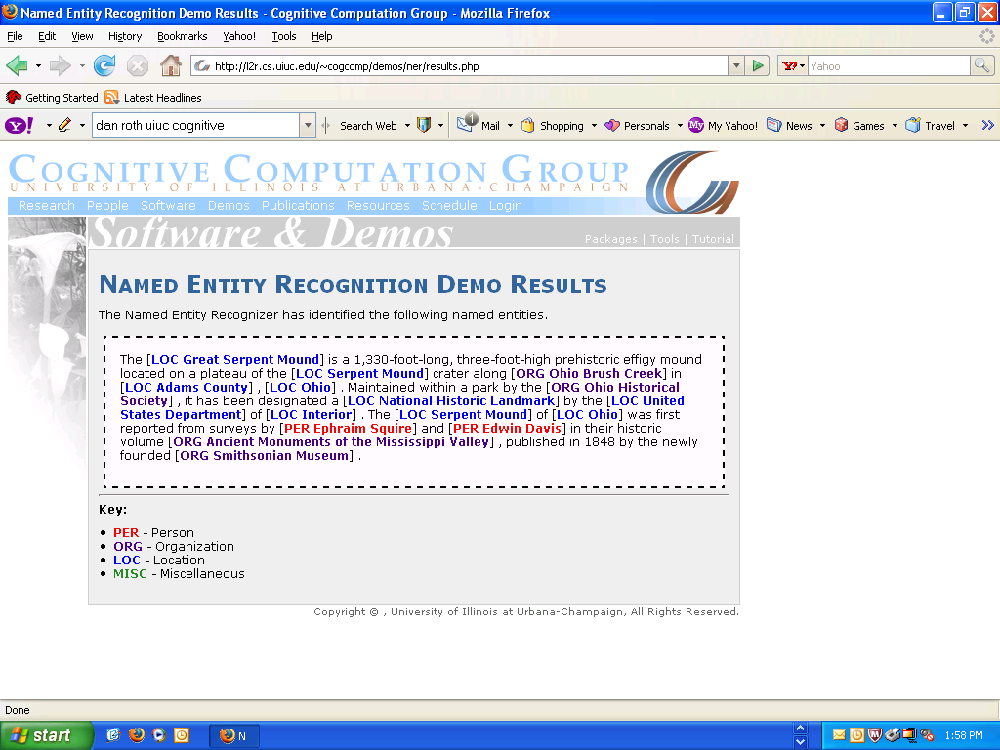 Named Entity Recognition Demo Results - Cognitive Computation Group - Mozilla Firefox
File Edit View History Bookmarks Yahoo! Tools Help
http://l2r.cs.uiuc.edu/~cogcomp/demos/ner/results.php Yahoo
Getting Started Latest Headlines
Y! dan roth uiuc cognitive Search Web 1 Mail Shopping Personals My Yahoo! News Games Travel
COGNITIVE COMPUTATION GROUP
UNIVERSITY OF ILLINOIS AT URBANA-CHAMPAIGN
Research People Software Demos Publications Resources Schedule Login
Software & Demos
Packages | Tools | Tutorial
NAMED ENTITY RECOGNITION DEMO RESULTS
The Named Entity Recognizer has identified the following named entities.
The [LOC Great Serpent Mound] is a 1,330-foot-long, three-foot-high prehistoric effigy mound
located on a plateau of the [LOC Serpent Mound] crater along [ORG Ohio Brush Creek] in
[LOC Adams County] , [LOC Ohio] . Maintained within a park by the [ORG Ohio Historical
Society] , it has been designated a [LOC National Historic Landmark] by the [LOC United
States Department] of [LOC Interior] . The [LOC Serpent Mound] of [LOC Ohio] was first
reported from surveys by [PER Ephraim Squire] and [PER Edwin Davis] in their historic
volume [ORG Ancient Monuments of the Mississippi Valley] , published in 1848 by the newly
founded [ORG Smithsonian Museum] .
Key:
PER - Person
ORG - Organization
LOC - Location
MISC - Miscellaneous
Copyright © , University of Illinois at Urbana-Champaign, All Rights Reserved.
Done
start N 1:58 PM